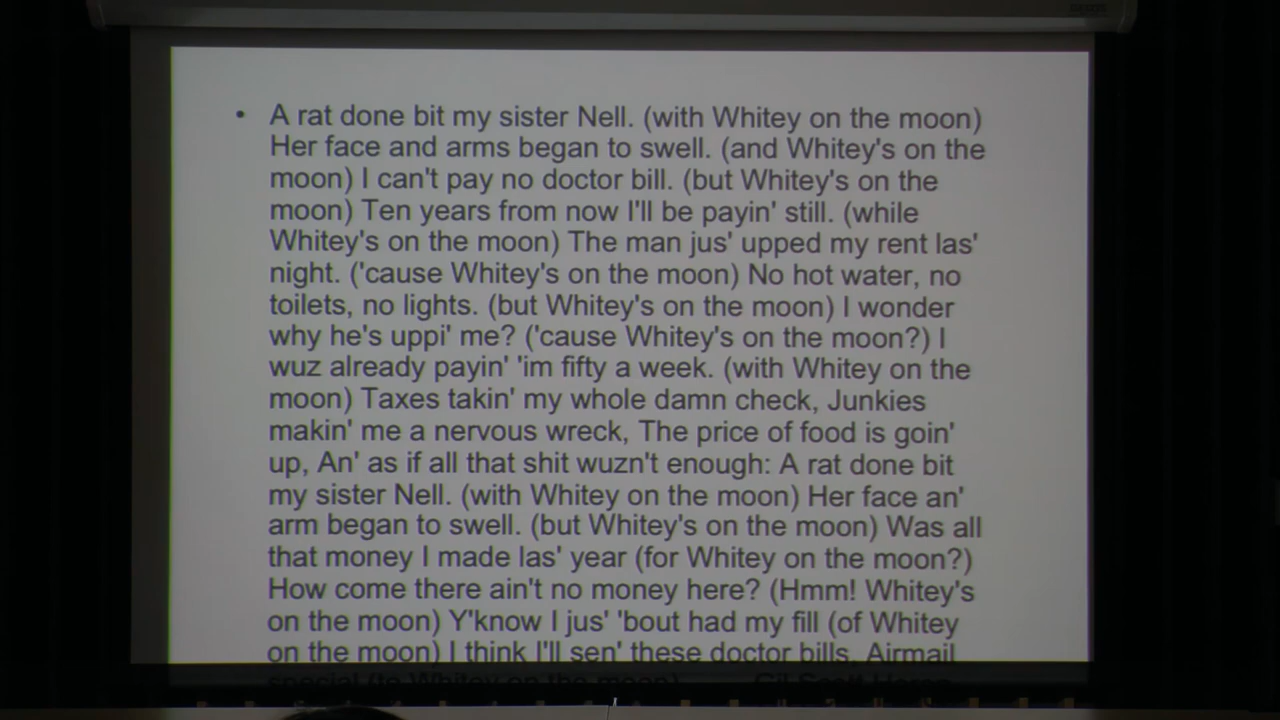 • A rat done bit my sister Nell. (with Whitey on the moon)
Her face and arms began to swell. (and Whitey's on the
moon) I can't pay no doctor bill. (but Whitey's on the
moon) Ten years from now I'll be payin' still. (while
Whitey's on the moon) The man jus' upped my rent las'
night. ('cause Whitey's on the moon) No hot water, no
toilets, no lights. (but Whitey's on the moon) I wonder
why he's uppi' me? ('cause Whitey's on the moon?) I
wuz already payin' 'im fifty a week. (with Whitey on the
moon) Taxes takin' my whole damn check, Junkies
makin' me a nervous wreck, The price of food is goin'
up, An' as if all that shit wuzn't enough: A rat done bit
my sister Nell. (with Whitey on the moon) Her face an'
arm began to swell. (but Whitey's on the moon) Was all
that money I made las' year (for Whitey on the moon?)
How come there ain't no money here? (Hmm! Whitey's
on the moon) Y'know I jus' 'bout had my fill (of Whitey
on the moon) I think I'll sen' these doctor bills, Airmail
special (to Whitey on the moon)